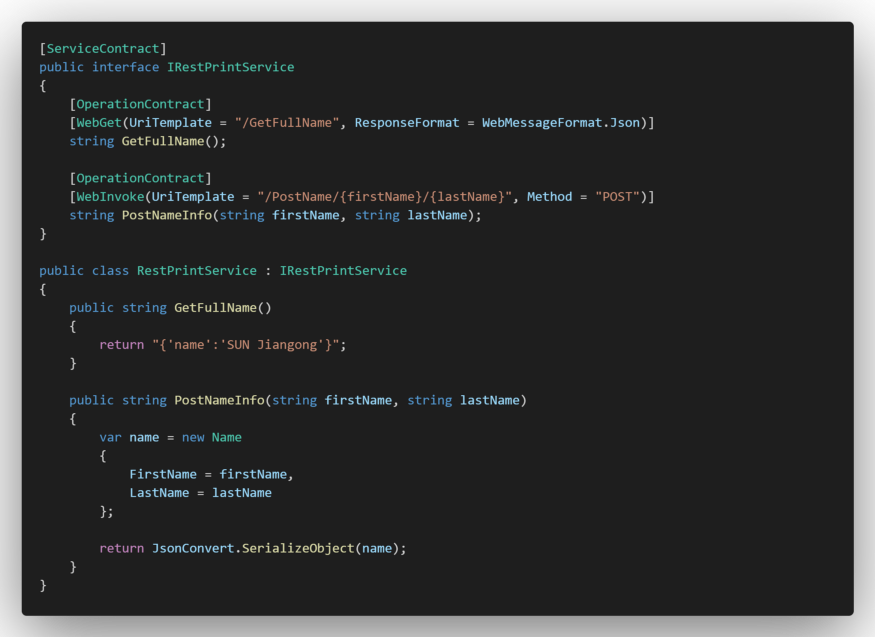 [ServiceContract]
public interface IRestPrintService
{
    [OperationContract]
    [WebGet(UriTemplate = "/GetFullName", ResponseFormat = WebMessageFormat.Json)]
    string GetFullName();

    [OperationContract]
    [WebInvoke(UriTemplate = "/PostName/{firstName}/{lastName}", Method = "POST")]
    string PostNameInfo(string firstName, string lastName);
}

public class RestPrintService : IRestPrintService
{
    public string GetFullName()
    {
        return "{'name':'SUN Jiangong'}";
    }

    public string PostNameInfo(string firstName, string lastName)
    {
        var name = new Name
        {
            FirstName = firstName,
            LastName = lastName
        };

        return JsonConvert.SerializeObject(name);
    }
}